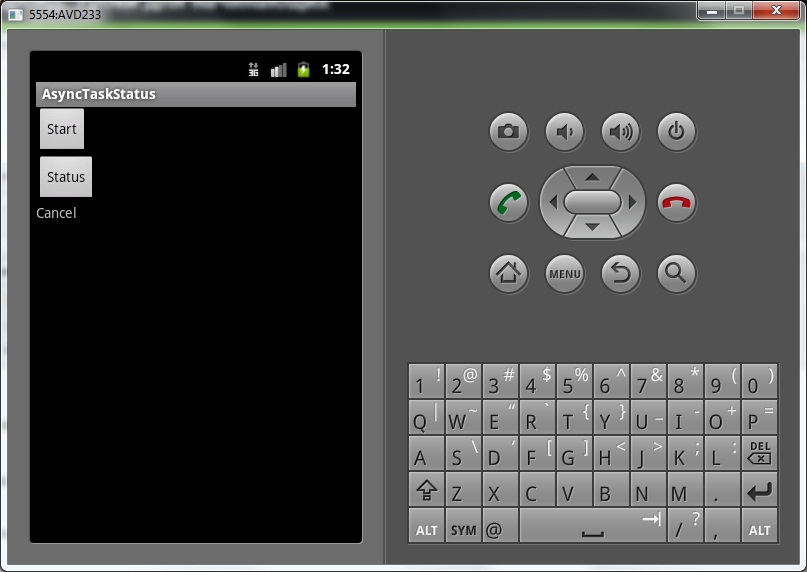 5554:AVD233
3G 1:32
AsyncTaskStatus
Start
Status
Cancel
MENU
1 ! 2 @ 3 # 4 $ 5 % 6 ^ 7 & 8 * 9 ( 0 )
Q | W ~ E “ R ` T { Y } U _ I - O + P =
A S \ D ‘ F [ G ] H < J > K ; L : DEL
Z X C V B N M .
ALT SYM @ / ? , ALT